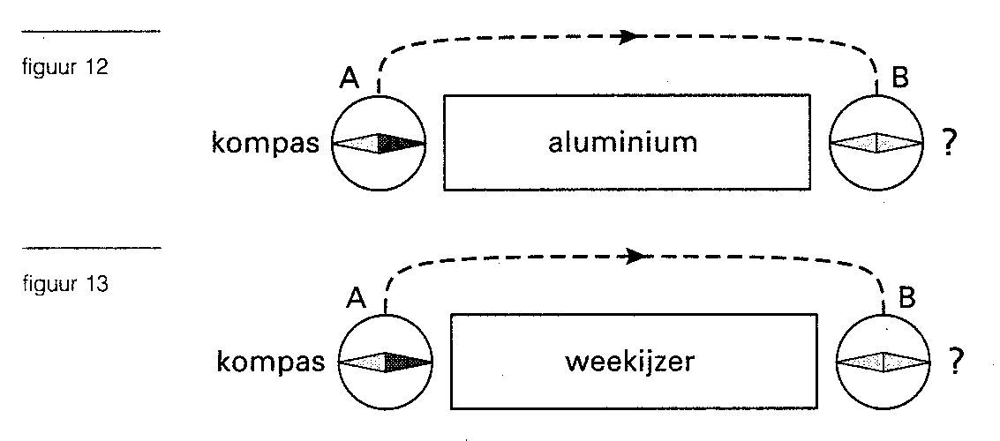 figuur 12
A
B
kompas
aluminium
?
figuur 13
A
B
kompas
weekijzer
?